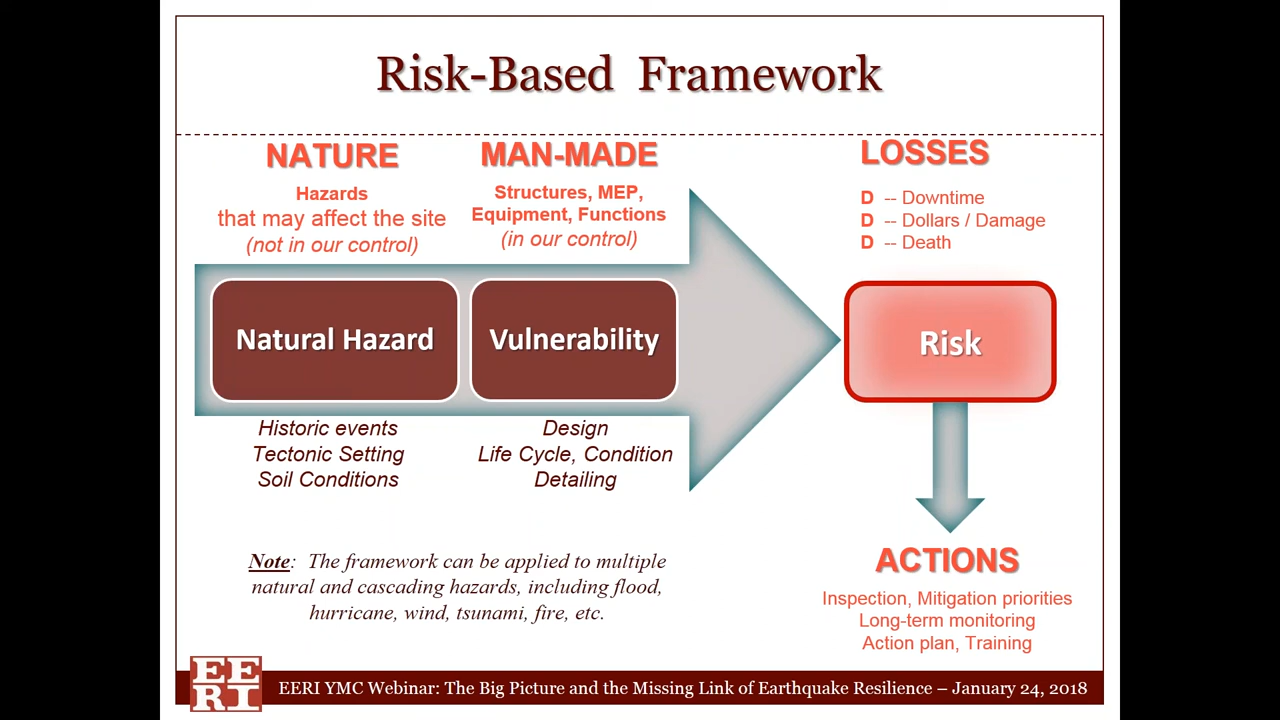 Risk-Based Framework
NATURE
Hazards
that may affect the site
(not in our control)
MAN-MADE
Structures, MEP,
Equipment, Functions
(in our control)
LOSSES
D -- Downtime
D -- Dollars / Damage
D -- Death
Natural Hazard
Vulnerability
Risk
Historic events
Tectonic Setting
Soil Conditions
Design
Life Cycle, Condition
Detailing
Note: The framework can be applied to multiple
natural and cascading hazards, including flood,
hurricane, wind, tsunami, fire, etc.
ACTIONS
Inspection, Mitigation priorities
Long-term monitoring
Action plan, Training
EE
RI
EERI YMC Webinar: The Big Picture and the Missing Link of Earthquake Resilience – January 24, 2018